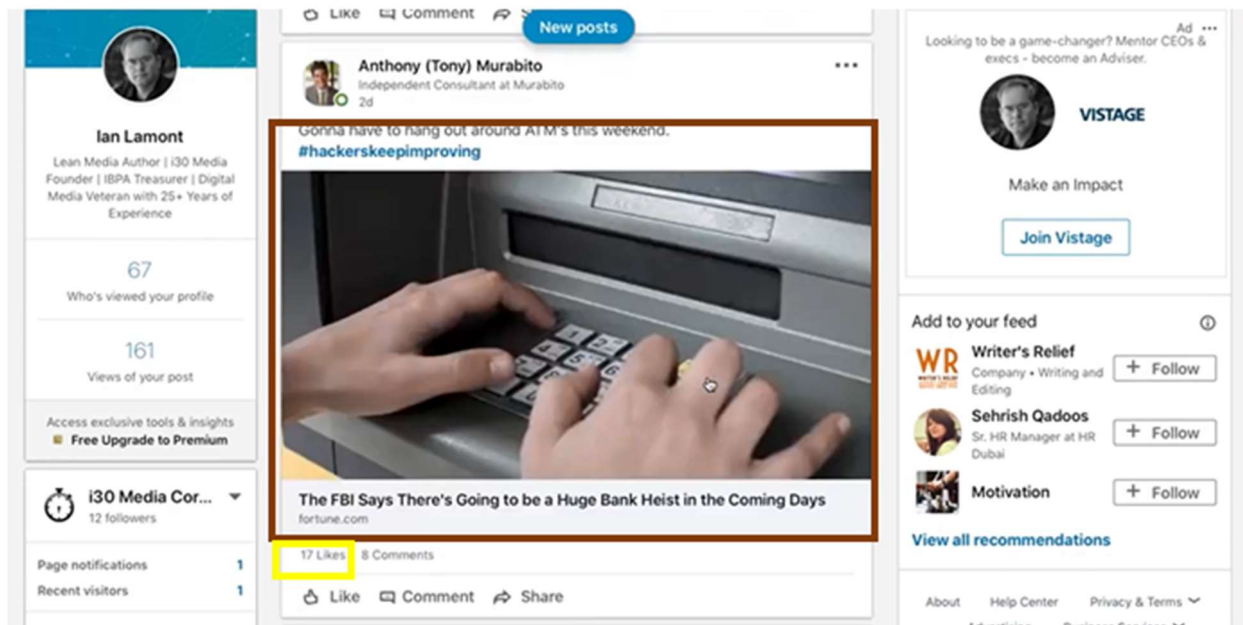 Ian Lamont
Lean Media Author | i30 Media
Founder | IBPA Treasurer | Digital
Media Veteran with 25+ Years of
Experience
67
Who's viewed your profile
161
Views of your post
Access exclusive tools & insights
Free Upgrade to Premium
i30 Media Cor...
12 followers
Page notifications 1
Recent visitors 1
Like Comment
New posts
Anthony (Tony) Murabito
Independent Consultant at Murabito
2d
Gonna have to hang out around ATM's this weekend.
#hackerskeepimproving
The FBI Says There's Going to be a Huge Bank Heist in the Coming Days
fortune.com
17 Likes 8 Comments
Like Comment Share
Ad
Looking to be a game-changer? Mentor CEOs &
execs - become an Adviser.
VISTAGE
Make an Impact
Join Vistage
Add to your feed
WR
Writer's Relief
Company • Writing and
Editing
+ Follow
Sehrish Qadoos
Sr. HR Manager at HR
Dubai
+ Follow
Motivation
+ Follow
View all recommendations
About Help Center Privacy & Terms